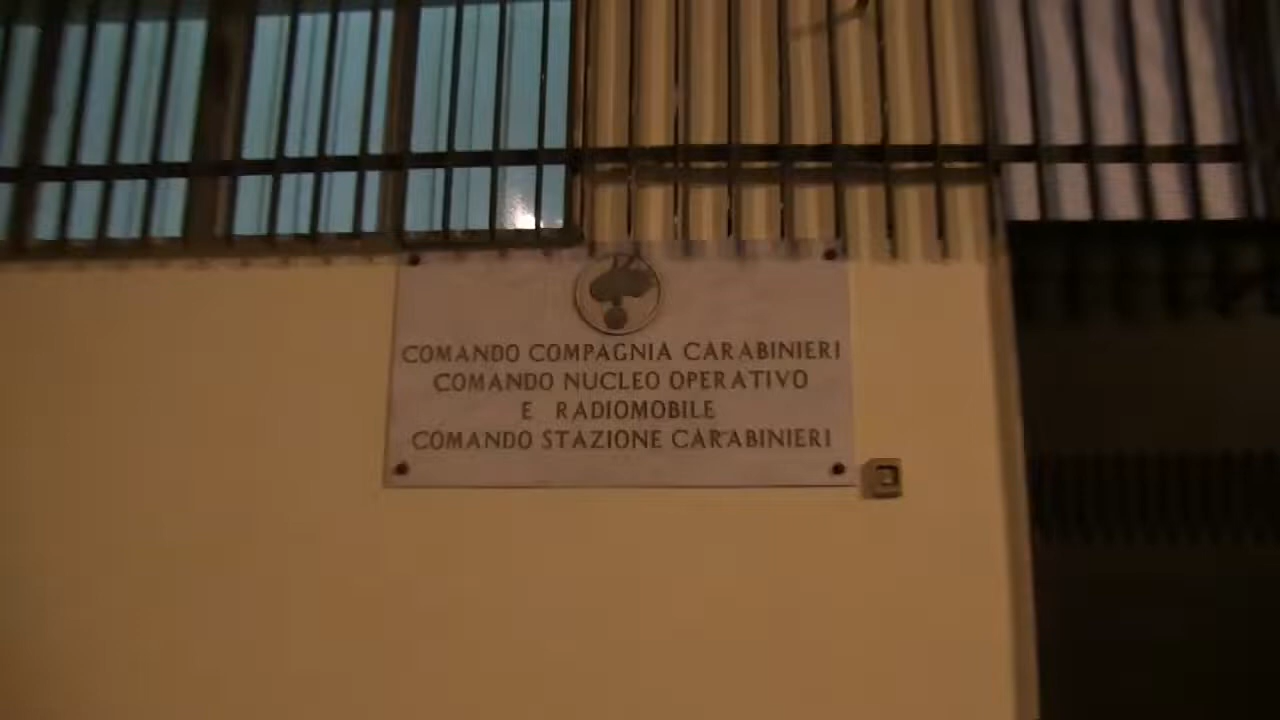 COMANDO COMPAGNIA CARABINIERI
COMANDO NUCLEO OPERATIVO
E RADIOMOBILE
COMANDO STAZIONE CARABINIERI